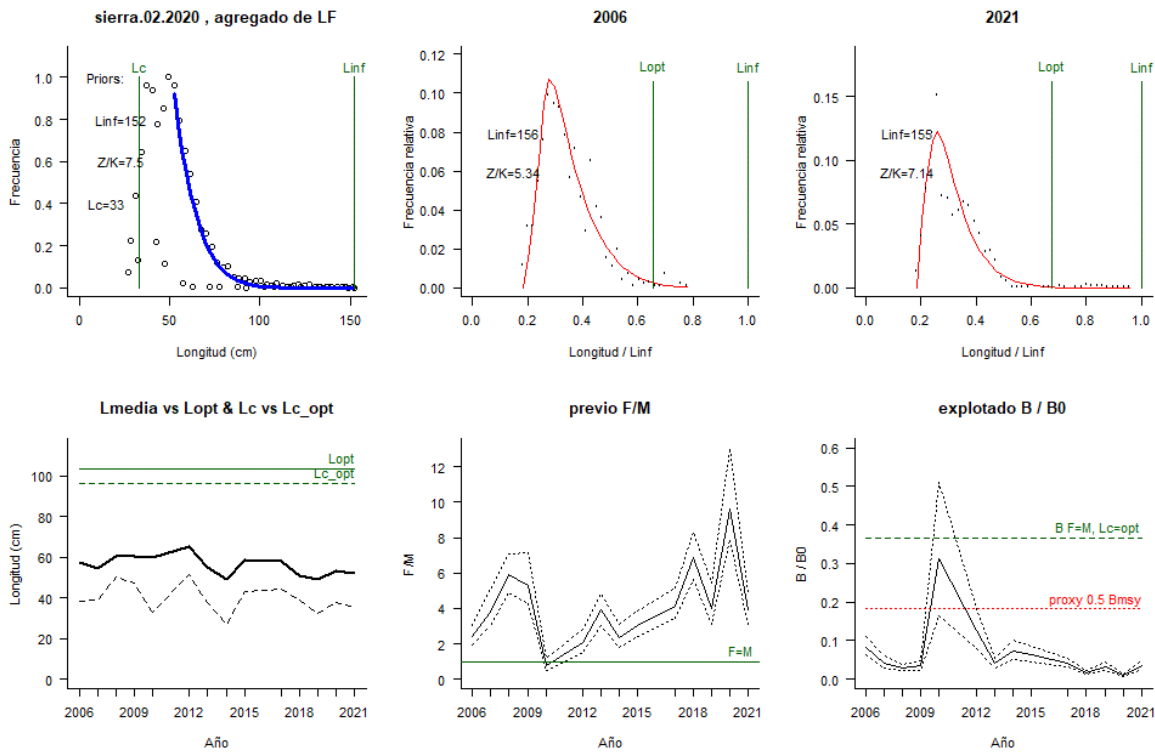 sierra.02.2020 , agregado de LF
Lc
Linf
Priors:
Linf=152
Z/K=7.5
Lc=33
Frecuencia
0.0
0.2
0.4
0.6
0.8
1.0
0
50
100
150
Longitud (cm)
2006
Lopt
Linf
Linf=156
Z/K=5.34
Frecuencia relativa
0.00
0.02
0.04
0.06
0.08
0.10
0.12
0.0
0.2
0.4
0.6
0.8
1.0
Longitud / Linf
2021
Lopt
Linf
Linf=155
Z/K=7.14
Frecuencia relativa
0.00
0.05
0.10
0.15
0.0
0.2
0.4
0.6
0.8
1.0
Longitud / Linf
Lmedia vs Lopt & Lc vs Lc_opt
Lopt
Lc_opt
Longitud (cm)
0
20
40
60
80
100
2006
2009
2012
2015
2018
2021
Año
previo F/M
F=M
F/M
0
2
4
6
8
10
12
2006
2009
2012
2015
2018
2021
Año
explotado B / B0
B F=M, Lc=opt
proxy 0.5 Bmsy
B / B0
0.0
0.1
0.2
0.3
0.4
0.5
0.6
2006
2009
2012
2015
2018
2021
Año